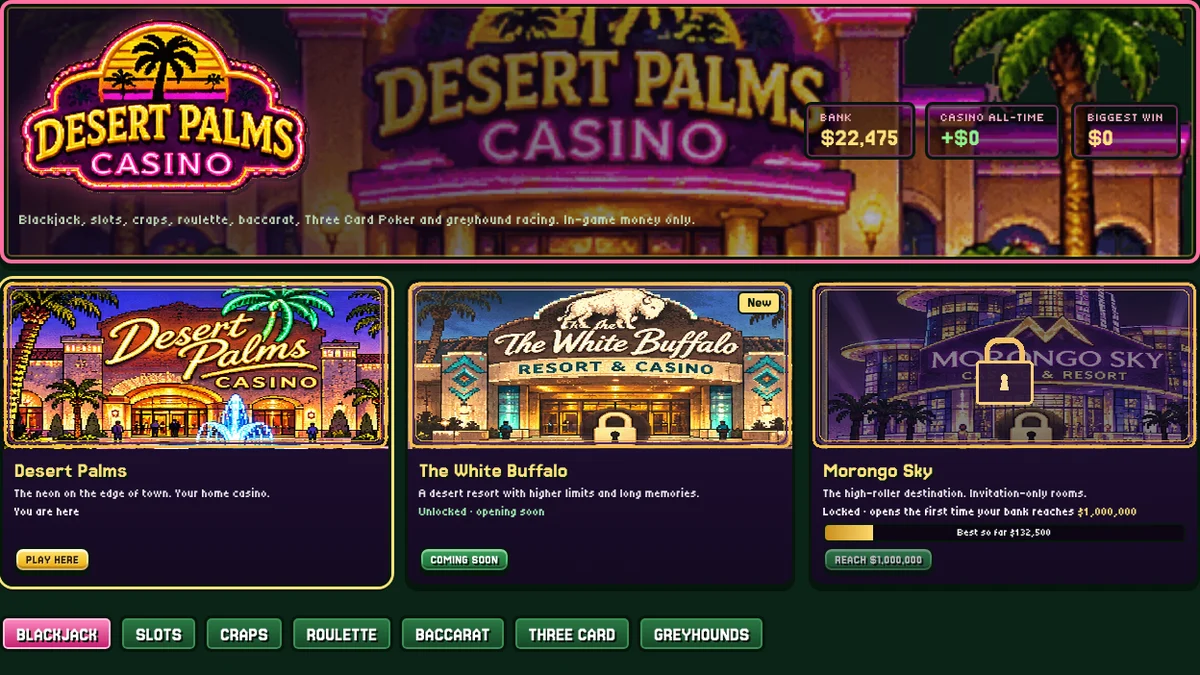 DESERT PALMS
CASINO
DESERT PALMS
CASINO
BANK
$22,475
CASINO ALL-TIME
+$0
BIGGEST WIN
$0
Blackjack, slots, craps, roulette, baccarat, Three Card Poker and greyhound racing. In-game money only.
Desert
Palms
CASINO
New
The the
The White Buffalo
RESORT & CASINO
MORONGO SKY
& RESORT
Desert Palms
The neon on the edge of town. Your home casino.
You are here
PLAY HERE
The White Buffalo
A desert resort with higher limits and long memories.
Unlocked · opening soon
COMING SOON
Morongo Sky
The high-roller destination. Invitation-only rooms.
Locked · opens the first time your bank reaches $1,000,000
Best so far $132,500
REACH $1,000,000
BLACKJACK
SLOTS
CRAPS
ROULETTE
BACCARAT
THREE CARD
GREYHOUNDS